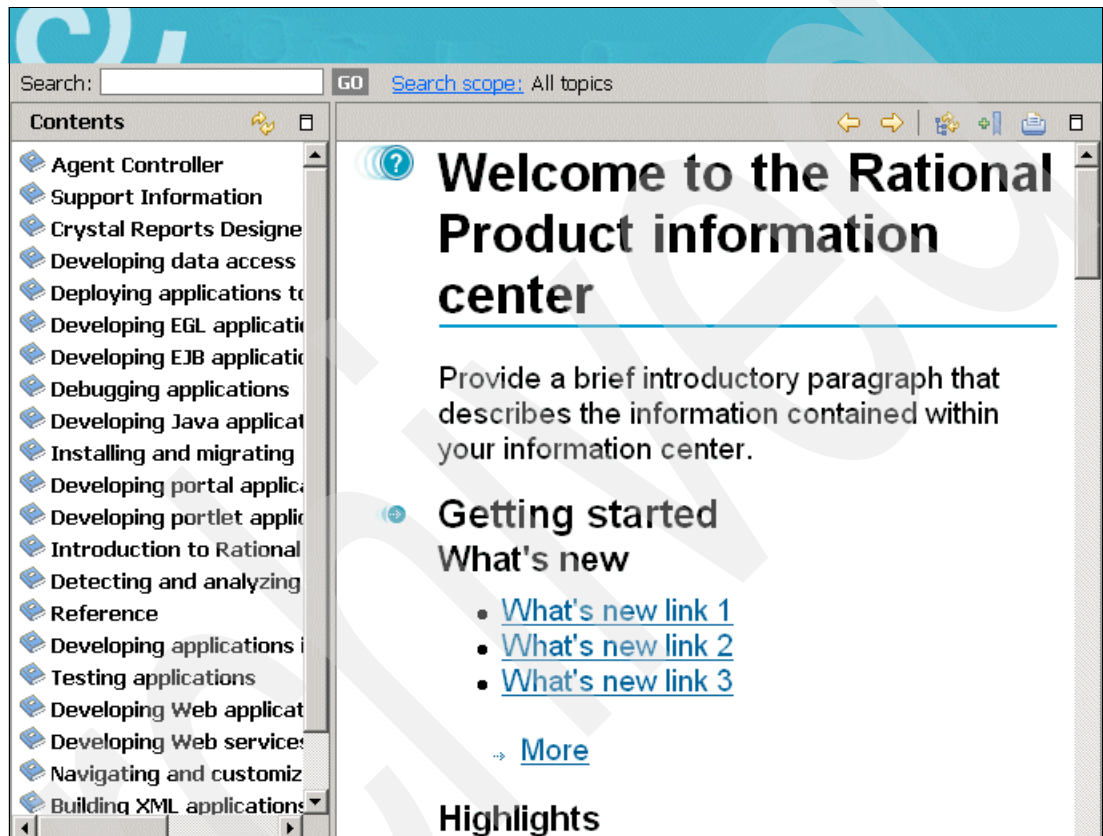 Search:
GO
Search scope: All topics
Contents
Agent Controller
Support Information
Crystal Reports Designe
Developing data access
Deploying applications to
Developing EGL applicatio
Developing EJB applicatio
Debugging applications
Developing Java applicat
Installing and migrating
Developing portal applica
Developing portlet applic
Introduction to Rational
Detecting and analyzing
Reference
Developing applications i
Testing applications
Developing Web applicat
Developing Web services
Navigating and customiz
Building XML applications
Welcome to the Rational
Product information
center
Provide a brief introductory paragraph that
describes the information contained within
your information center.
Getting started
What's new
What's new link 1
What's new link 2
What's new link 3
More
Highlights